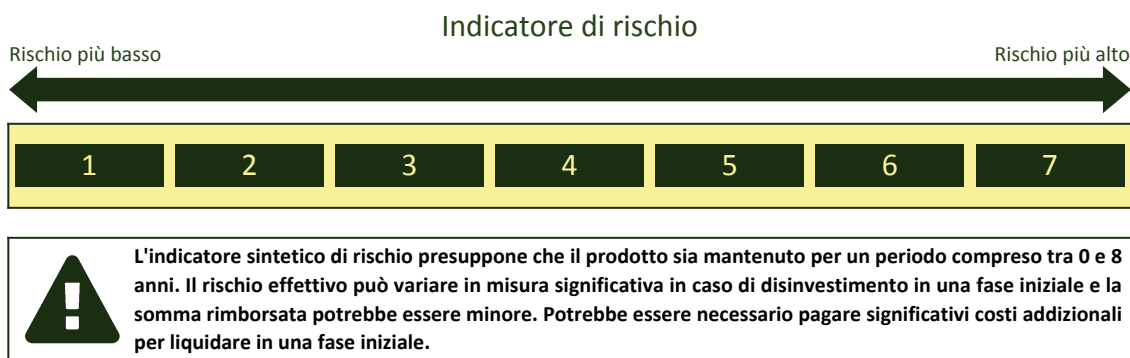 Indicatore di rischio
Rischio più basso
Rischio più alto
1 2 3 4 5 6 7
L'indicatore sintetico di rischio presuppone che il prodotto sia mantenuto per un periodo compreso tra 0 e 8
anni. Il rischio effettivo può variare in misura significativa in caso di disinvestimento in una fase iniziale e la
somma rimborsata potrebbe essere minore. Potrebbe essere necessario pagare significativi costi addizionali
per liquidare in una fase iniziale.